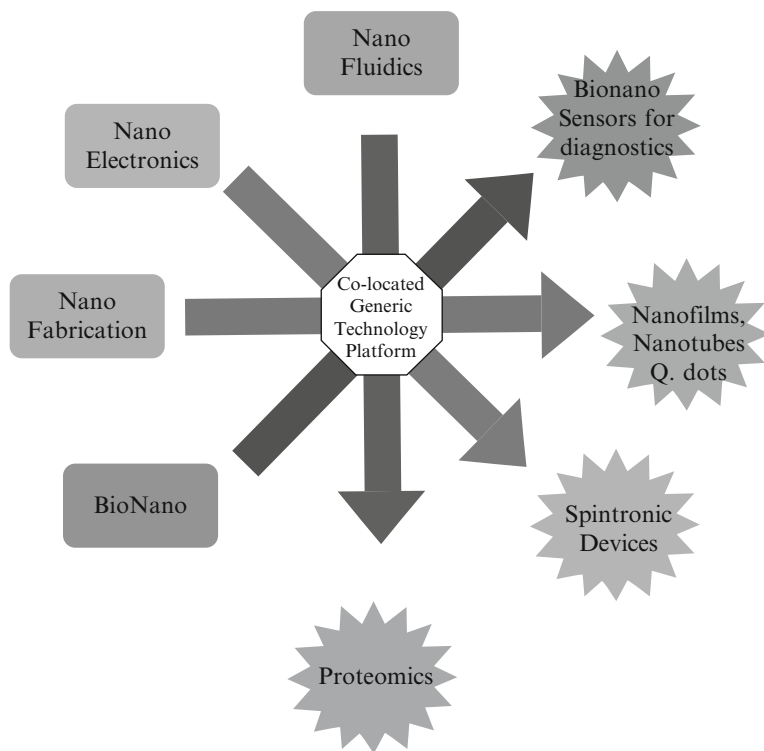 Nano
Fluidics
Bionano
Sensors for
diagnostics
Nano
Electronics
Nano
Fabrication
Co-located
Generic
Technology
Platform
Nanofilms,
Nanotubes
Q. dots
BioNano
Spintronic
Devices
Proteomics